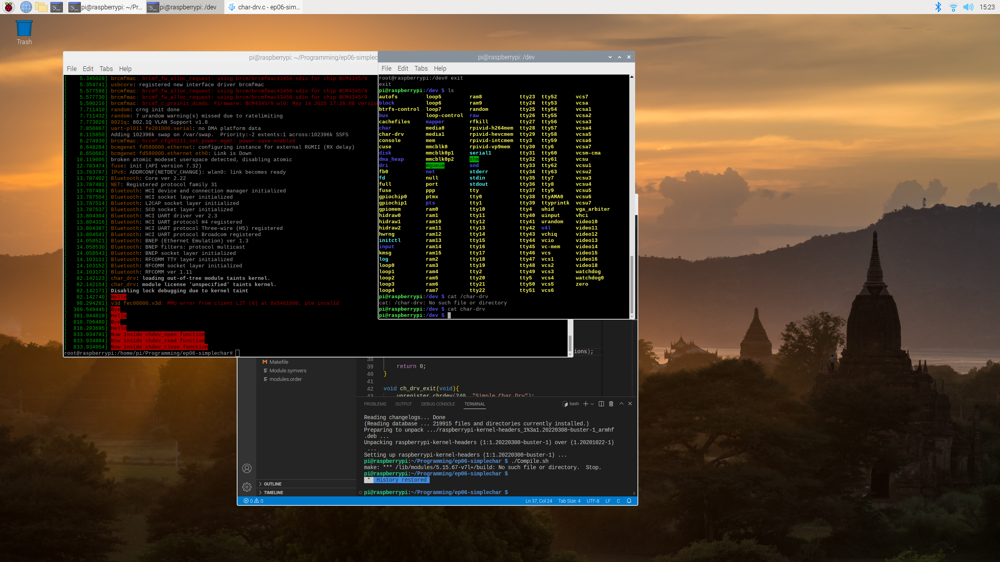 pi@raspberrypi: ~/Pr...
pi@raspberrypi: /dev
char-drv.c - ep06-sim...
15:23
Trash
pi@raspberrypi: ~/Programming/ep06-simplec
File Edit Tabs Help
[    5.345029] brcmfmac: brcmf_fw_alloc_request: using brcm/brcmfmac43456-sdio for chip BCM4345/9
[    5.354741] usbcore: registered new interface driver brcmfmac
[    5.577598] brcmfmac: brcmf_fw_alloc_request: using brcm/brcmfmac43456-sdio for chip BCM4345/9
[    5.577730] brcmfmac: brcmf_fw_alloc_request: using brcm/brcmfmac43456-sdio for chip BCM4345/9
[    5.590216] brcmfmac: brcmf_c_preinit_dcmds: Firmware: BCM4345/9 wl0: May 14 2020 17:26:08 versio
[    7.711410] random: crng init done
[    7.711432] random: 7 urandom warning(s) missed due to ratelimiting
[    7.773828] 8021q: 802.1Q VLAN Support v1.8
[    7.856867] uart-pl011 fe201000.serial: no DMA platform data
[    8.115850] Adding 102396k swap on /var/swap.  Priority:-2 extents:1 across:102396k SSFS
[    8.274930] brcmfmac: brcmf_cfg80211_set_power_mgmt: power save enabled
[    8.648284] bcmgenet fd580000.ethernet: configuring instance for external RGMII (RX delay)
[    8.650662] bcmgenet fd580000.ethernet eth0: Link is Down
[   10.119605] broken atomic modeset userspace detected, disabling atomic
[   12.783474] fuse: init (API version 7.32)
[   13.763797] IPv6: ADDRCONF(NETDEV_CHANGE): wlan0: link becomes ready
[   13.787402] Bluetooth: Core ver 2.22
[   13.787481] NET: Registered protocol family 31
[   13.787488] Bluetooth: HCI device and connection manager initialized
[   13.787504] Bluetooth: HCI socket layer initialized
[   13.787514] Bluetooth: L2CAP socket layer initialized
[   13.787537] Bluetooth: SCO socket layer initialized
[   13.804304] Bluetooth: HCI UART driver ver 2.3
[   13.804316] Bluetooth: HCI UART protocol H4 registered
[   13.804387] Bluetooth: HCI UART protocol Three-wire (H5) registered
[   13.804541] Bluetooth: HCI UART protocol Broadcom registered
[   14.058521] Bluetooth: BNEP (Ethernet Emulation) ver 1.3
[   14.058530] Bluetooth: BNEP filters: protocol multicast
[   14.058543] Bluetooth: BNEP socket layer initialized
[   14.103111] Bluetooth: RFCOMM TTY layer initialized
[   14.103152] Bluetooth: RFCOMM socket layer initialized
[   14.103172] Bluetooth: RFCOMM ver 1.11
[   82.142123] char_drv: loading out-of-tree module taints kernel.
[   82.142154] char_drv: module license 'unspecified' taints kernel.
[   82.142171] Disabling lock debugging due to kernel taint
[   82.142740] Hello
[   98.294281] v3d fec00000.v3d: MMU error from client L2T (0) at 0x5461000, pte invalid
[  369.549445] Bye
[  391.944819] Hello
[  810.706480] Bye
[  818.283695] Hello
[  833.934781] Now inside chdev_open function
[  833.934884] Now inside chdev_read function
[  833.934954] Now inside chdev_close function
root@raspberrypi:/home/pi/Programming/ep06-simplechar#
pi@raspberrypi: /dev
File Edit Tabs Help
root@raspberrypi:/dev# exit
exit
pi@raspberrypi:/dev $ ls
autofs loop5 ram8 tty23 tty52 vcs7
block loop6 ram9 tty24 tty53 vcsa
btrfs-control loop7 random tty25 tty54 vcsa1
bus loop-control raw tty26 tty55 vcsa2
cachefiles mapper rfkill tty27 tty56 vcsa3
char media0 rpivid-h264mem tty28 tty57 vcsa4
char-drv media1 rpivid-hevcmem tty29 tty58 vcsa5
console mem rpivid-intcmem tty3 tty59 vcsa6
cuse mmcblk0 rpivid-vp9mem tty30 tty6 vcsa7
disk mmcblk0p1 serial1 tty31 tty60 vcsm-cma
dma_heap mmcblk0p2 shm tty32 tty61 vcsu
dri mqueue snd tty33 tty62 vcsu1
fb0 net stderr tty34 tty63 vcsu2
fd null stdin tty35 tty7 vcsu3
full port stdout tty36 tty8 vcsu4
fuse ppp tty tty37 tty9 vcsu5
gpiochip0 ptmx tty0 tty38 ttyAMA0 vcsu6
gpiochip1 pts tty1 tty39 ttyprintk vcsu7
gpiomem ram0 tty10 tty4 uhid vga_arbiter
hidraw0 ram1 tty11 tty40 uinput vhci
hidraw1 ram10 tty12 tty41 urandom video10
hidraw2 ram11 tty13 tty42 v4l video11
hwrng ram12 tty14 tty43 vchiq video12
initctl ram13 tty15 tty44 vcio video13
input ram14 tty16 tty45 vc-mem video14
kmsg ram15 tty17 tty46 vcs video15
log ram2 tty18 tty47 vcs1 video16
loop0 ram3 tty19 tty48 vcs2 video18
loop1 ram4 tty2 tty49 vcs3 watchdog
loop2 ram5 tty20 tty5 vcs4 watchdog0
loop3 ram6 tty21 tty50 vcs5 zero
loop4 ram7 tty22 tty51 vcs6
pi@raspberrypi:/dev $ cat /char-drv
cat: /char-drv: No such file or directory
pi@raspberrypi:/dev $ cat char-drv
pi@raspberrypi:/dev $
ions);
Makefile
Module.symvers
modules.order
38
39 return 0;
40 }
41
42 void ch_drv_exit(void){
43 unregister_chrdev(240, "Simple Char Drv");
PROBLEMS OUTPUT DEBUG CONSOLE TERMINAL bash
Reading changelogs... Done
(Reading database ... 219915 files and directories currently installed.)
Preparing to unpack .../raspberrypi-kernel-headers_1%3a1.20220308~buster-1_armhf
.deb ...
Unpacking raspberrypi-kernel-headers (1:1.20220308~buster-1) over (1.20201022-1)
...
Setting up raspberrypi-kernel-headers (1:1.20220308~buster-1) ...
pi@raspberrypi:~/Programming/ep06-simplechar $ ./Compile.sh
make: *** /lib/modules/5.15.67-v7l+/build: No such file or directory.  Stop.
pi@raspberrypi:~/Programming/ep06-simplechar $
* History restored
pi@raspberrypi:~/Programming/ep06-simplechar $
OUTLINE
TIMELINE
0 0 Ln 37, Col 24 Tab Size: 4 UTF-8 LF C